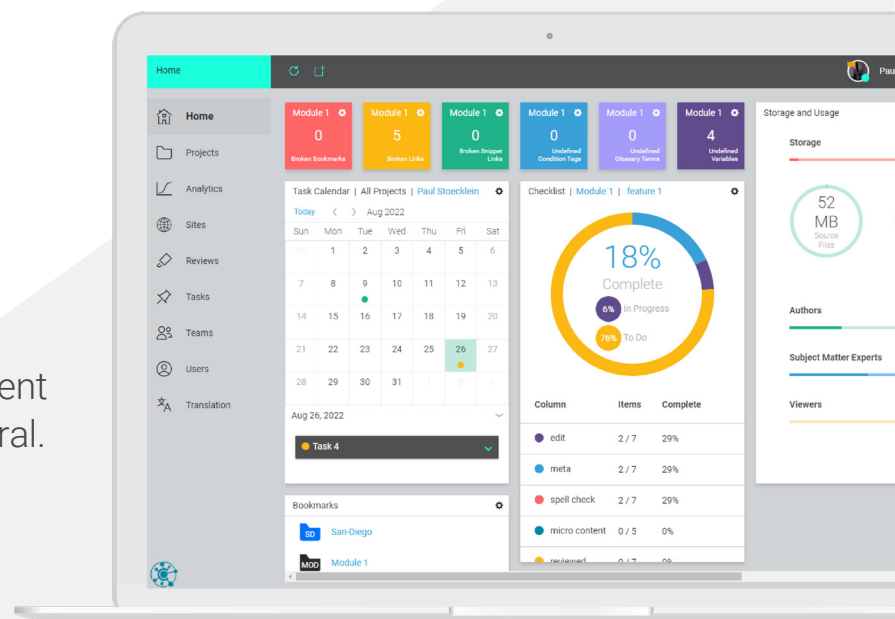 ent
ral.
Home
Pau
Home
Projects
Analytics
Sites
Reviews
Tasks
Teams
Users
Translation
Module 1
0
Broken Bookmarks
Module 1
5
Broken Links
Module 1
0
Broken Snippet
Links
Module 1
0
Undefined
Condition Tags
Module 1
0
Undefined
Glossary Terms
Module 1
4
Undefined
Variables
Task Calendar | All Projects | Paul Stoecklein
Today < > Aug 2022
Sun Mon Tue Wed Thu Fri Sat
1 2 3 4 5 6
7 8 9 10 11 12 13
14 15 16 17 18 19 20
21 22 23 24 25 26 27
28 29 30 31
Aug 26, 2022
Task 4
Bookmarks
SD San-Diego
MOD Module 1
Checklist | Module 1 | feature 1
18%
Complete
6% In Progress
76% To Do
Column Items Complete
edit 2 / 7 29%
meta 2 / 7 29%
spell check 2 / 7 29%
micro content 0 / 5 0%
reviewed 0 / 7 0%
Storage and Usage
Storage
52
MB
Source
Files
Authors
Subject Matter Experts
Viewers